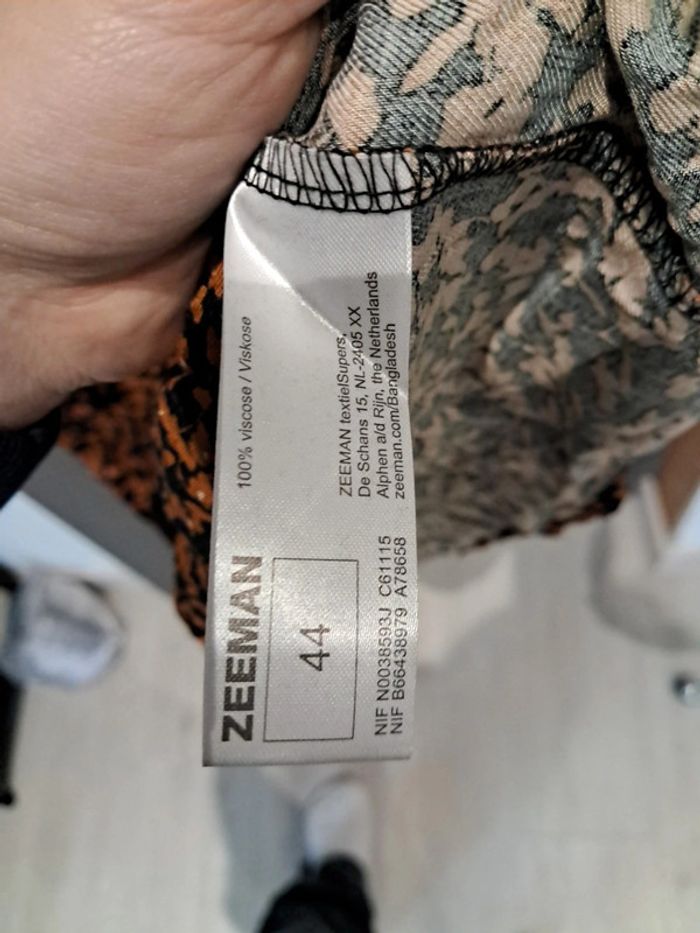 ZEEMAN
44
NIF N0038593J C61115
NIF B66438979 A78658
100% viscose / Viskose
ZEEMAN textielSupers,
De Schans 15, NL-2405 XX
Alphen a/d Rijn, the Netherlands
zeeman.com/Bangladesh